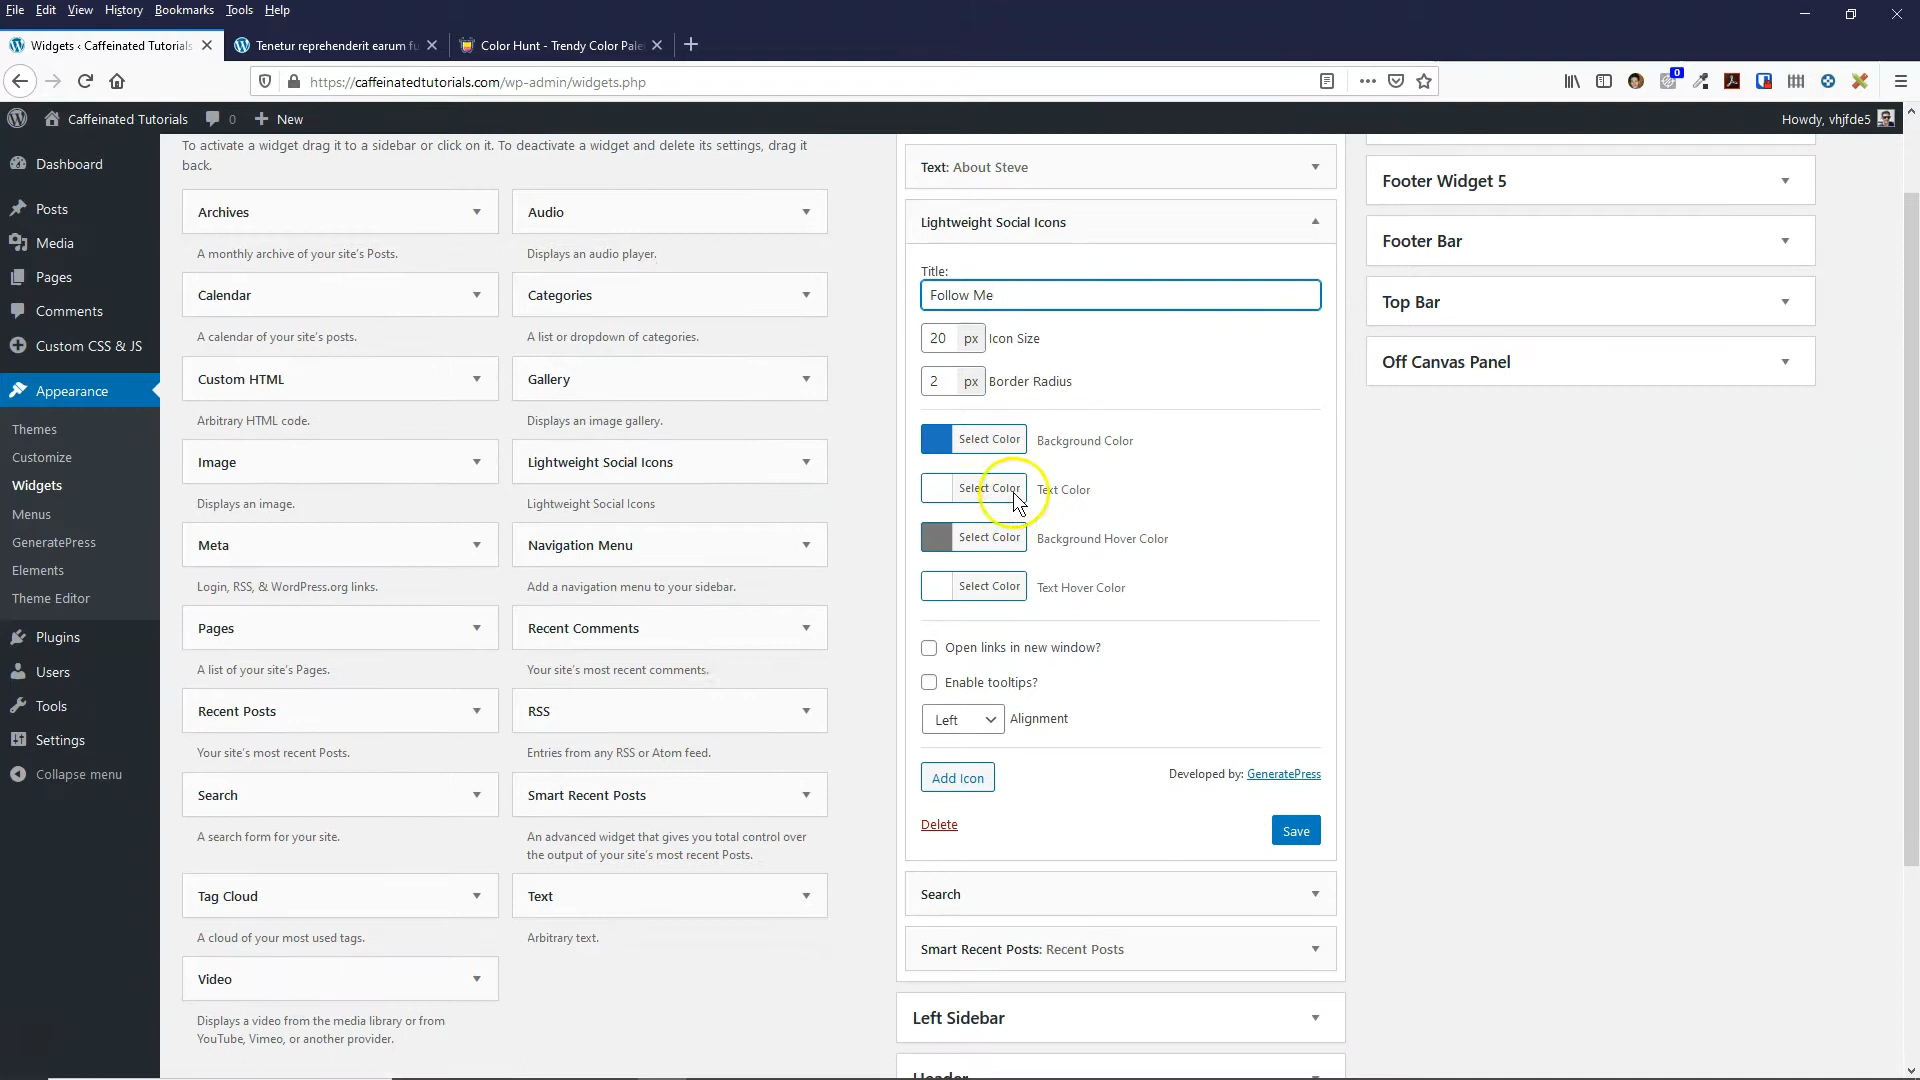 File Edit View History Bookmarks Tools Help
Widgets ‹ Caffeinated Tutorials
Tenetur reprehenderit earum fu
Color Hunt - Trendy Color Pale
https://caffeinatedtutorials.com/wp-admin/widgets.php
0
Caffeinated Tutorials 0 New
Howdy, vhjfde5
Dashboard
Posts
Media
Pages
Comments
Custom CSS & JS
Appearance
Themes
Customize
Widgets
Menus
GeneratePress
Elements
Theme Editor
Plugins
Users
Tools
Settings
Collapse menu
To activate a widget drag it to a sidebar or click on it. To deactivate a widget and delete its settings, drag it
back.
Archives
A monthly archive of your site’s Posts.
Calendar
A calendar of your site’s posts.
Custom HTML
Arbitrary HTML code.
Image
Displays an image.
Meta
Login, RSS, & WordPress.org links.
Pages
A list of your site’s Pages.
Recent Posts
Your site’s most recent Posts.
Search
A search form for your site.
Tag Cloud
A cloud of your most used tags.
Video
Displays a video from the media library or from
YouTube, Vimeo, or another provider.
Audio
Displays an audio player.
Categories
A list or dropdown of categories.
Gallery
Displays an image gallery.
Lightweight Social Icons
Lightweight Social Icons
Navigation Menu
Add a navigation menu to your sidebar.
Recent Comments
Your site’s most recent comments.
RSS
Entries from any RSS or Atom feed.
Smart Recent Posts
An advanced widget that gives you total control over
the output of your site’s most recent Posts.
Text
Arbitrary text.
Text: About Steve
Lightweight Social Icons
Title:
Follow Me
20 px Icon Size
2 px Border Radius
Select Color Background Color
Select Color Text Color
Select Color Background Hover Color
Select Color Text Hover Color
Open links in new window?
Enable tooltips?
Left Alignment
Add Icon
Developed by: GeneratePress
Delete
Save
Search
Smart Recent Posts: Recent Posts
Left Sidebar
Header
Footer Widget 5
Footer Bar
Top Bar
Off Canvas Panel